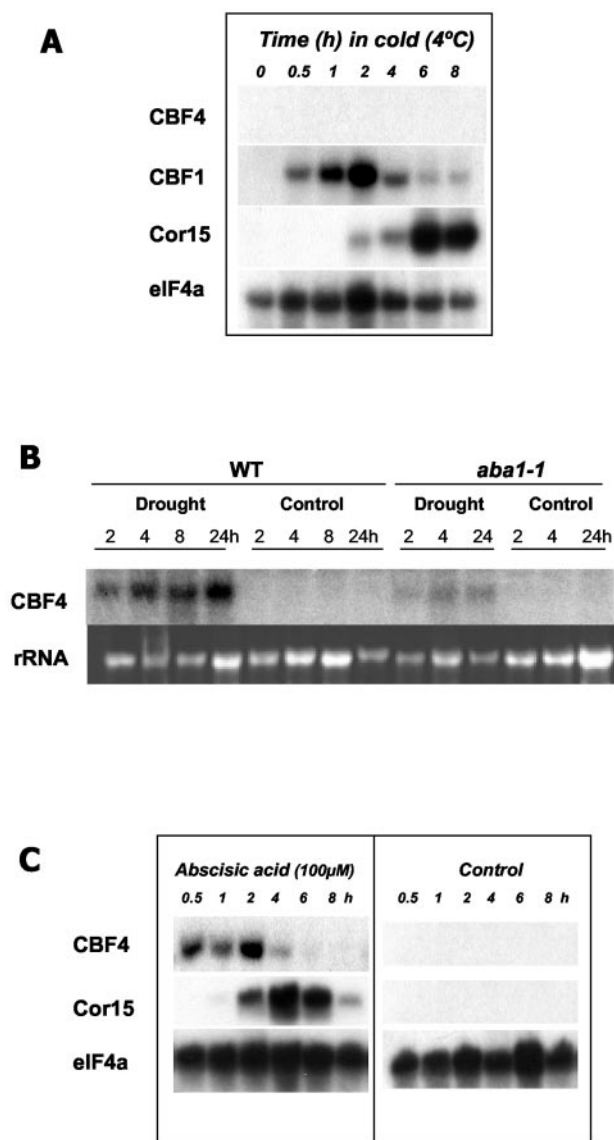 A
Time (h) in cold (4ºC)
0 0.5 1 2 4 6 8
CBF4
CBF1
Cor15
eIF4a
B
WT aba1-1
Drought Control Drought Control
2 4 8 24h 2 4 8 24h 2 4 24 2 4 24h
CBF4
rRNA
C
Abscisic acid (100µM) Control
0.5 1 2 4 6 8 h 0.5 1 2 4 6 8 h
CBF4
Cor15
eIF4a